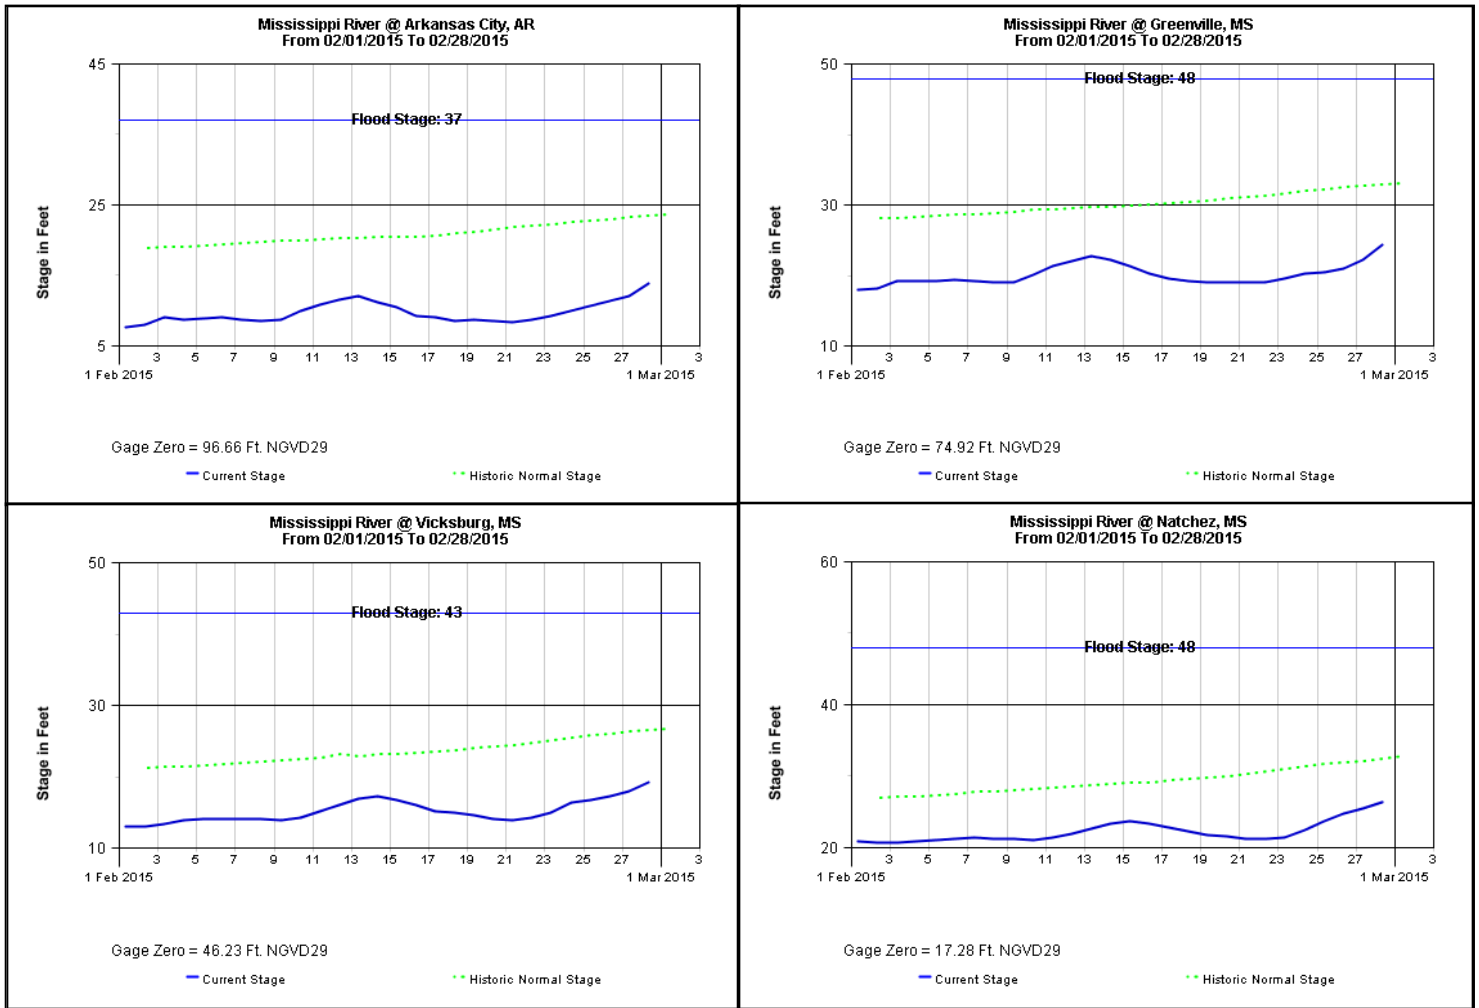 Mississippi River @ Arkansas City, AR
From 02/01/2015 To 02/28/2015
45
Flood Stage: 37
25
Stage in Feet
5
3 5 7 9 11 13 15 17 19 21 23 25 27 3
1 Feb 2015 1 Mar 2015
Gage Zero = 96.66 Ft. NGVD29
Current Stage Historic Normal Stage
Mississippi River @ Greenville, MS
From 02/01/2015 To 02/28/2015
50
Flood Stage: 48
30
Stage in Feet
10
3 5 7 9 11 13 15 17 19 21 23 25 27 3
1 Feb 2015 1 Mar 2015
Gage Zero = 74.92 Ft. NGVD29
Current Stage Historic Normal Stage
Mississippi River @ Vicksburg, MS
From 02/01/2015 To 02/28/2015
50
Flood Stage: 43
30
Stage in Feet
10
3 5 7 9 11 13 15 17 19 21 23 25 27 3
1 Feb 2015 1 Mar 2015
Gage Zero = 46.23 Ft. NGVD29
Current Stage Historic Normal Stage
Mississippi River @ Natchez, MS
From 02/01/2015 To 02/28/2015
60
Flood Stage: 48
40
Stage in Feet
20
3 5 7 9 11 13 15 17 19 21 23 25 27 3
1 Feb 2015 1 Mar 2015
Gage Zero = 17.28 Ft. NGVD29
Current Stage Historic Normal Stage